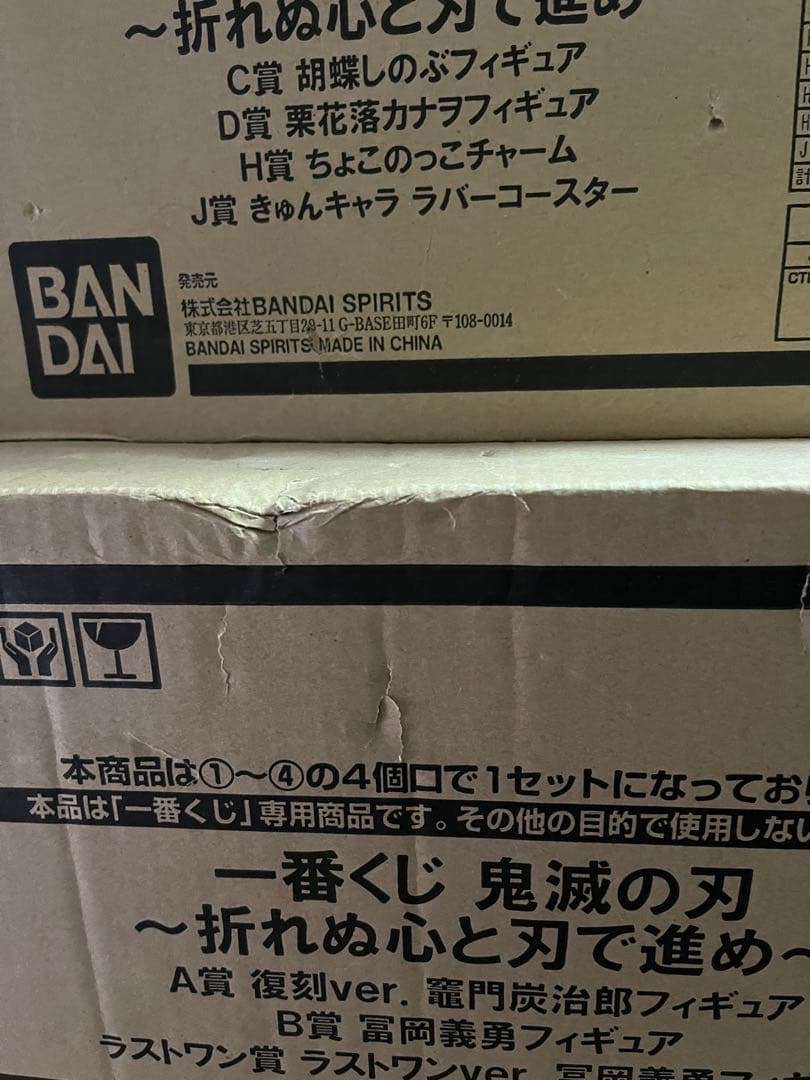 ～折れぬ心と刃で進め
C賞 胡蝶しのぶフィギュア
D賞 栗花落カナヲフィギュア
H賞 ちょこのっこチャーム
J賞 きゅんキャラ ラバーコースター
H
H
J
計
CT
BAN
DAI
発売元
株式会社BANDAI SPIRITS
東京都港区芝五丁目29-11 G-BASE田町6F 〒108-0014
BANDAI SPIRITS MADE IN CHINA
本商品は①～④の4個口で1セットになってお
本品は「一番くじ」専用商品です。その他の目的で使用しない
一番くじ 鬼滅の刃
～折れぬ心と刃で進め～
A賞 復刻ver. 竈門炭治郎フィギュア
B賞 冨岡義勇フィギュア
ラストワン賞 ラストワンver. 冨岡義勇フィギ